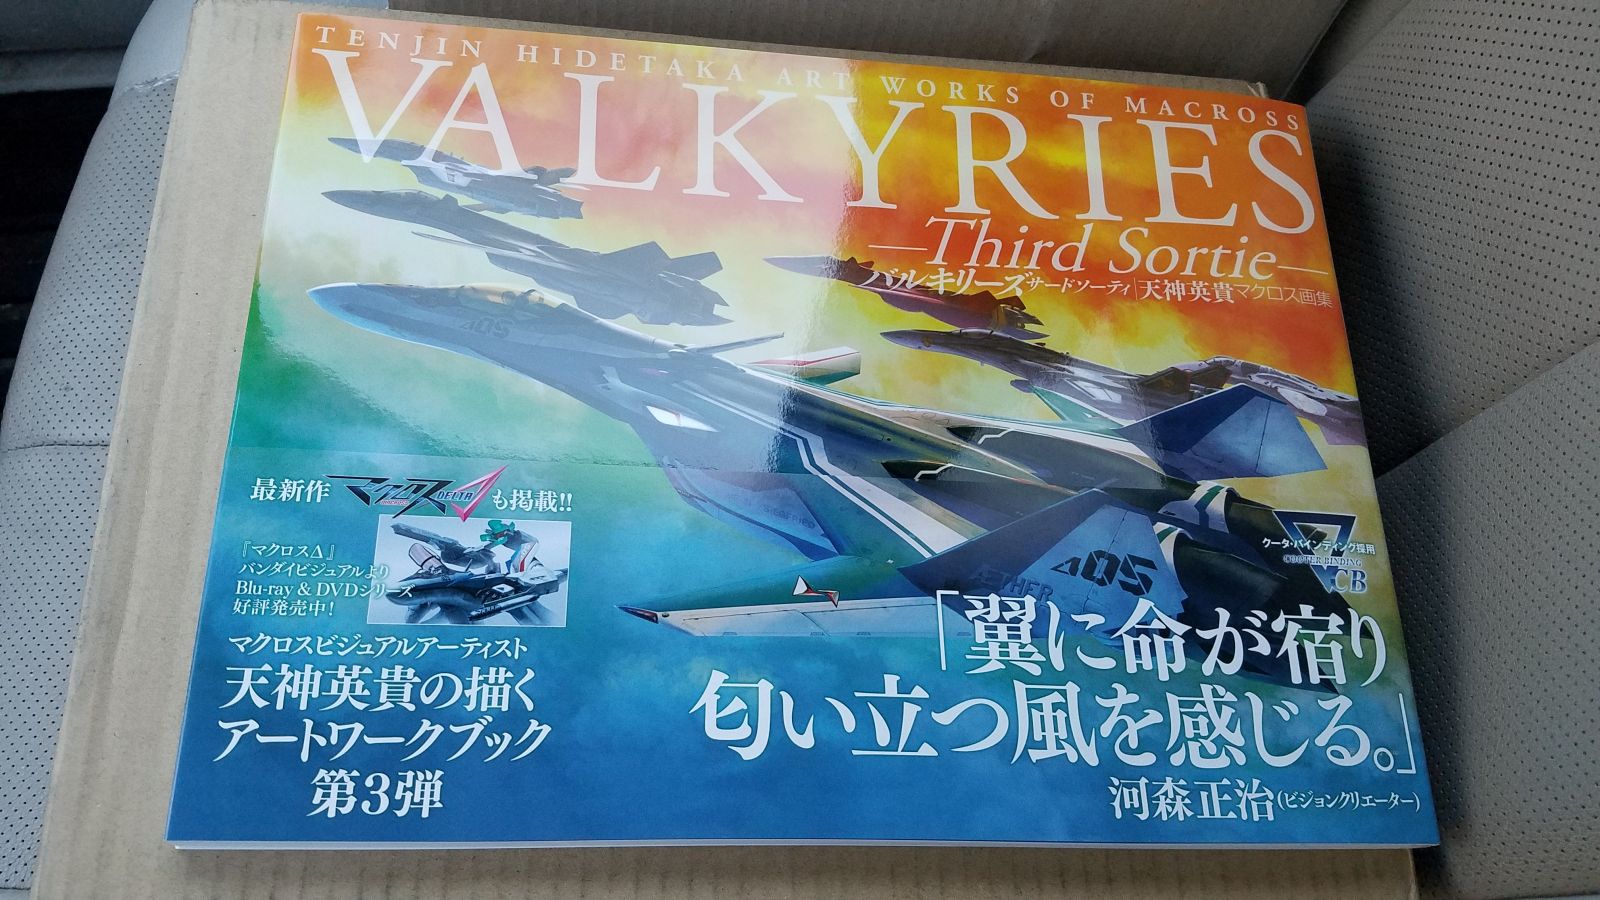 TENJIN HIDETAKA ART WORKS OF MACROSS
VALKYRIES
—Third Sortie—
バルキリーズサードソーティ|天神英貴マクロス画集
A05
最新作 マクロス DELTA も掲載!!
『マクロスΔ』
バンダイビジュアルより
Blu-ray & DVDシリーズ
好評発売中!
マクロスビジュアルアーティスト
天神英貴の描く
アートワークブック
第3弾
Δ05
クータ・バインディング採用
COOTER BINDING
CB
「翼に命が宿り
匂い立つ風を感じる。」
河森正治(ビジョンクリエーター)